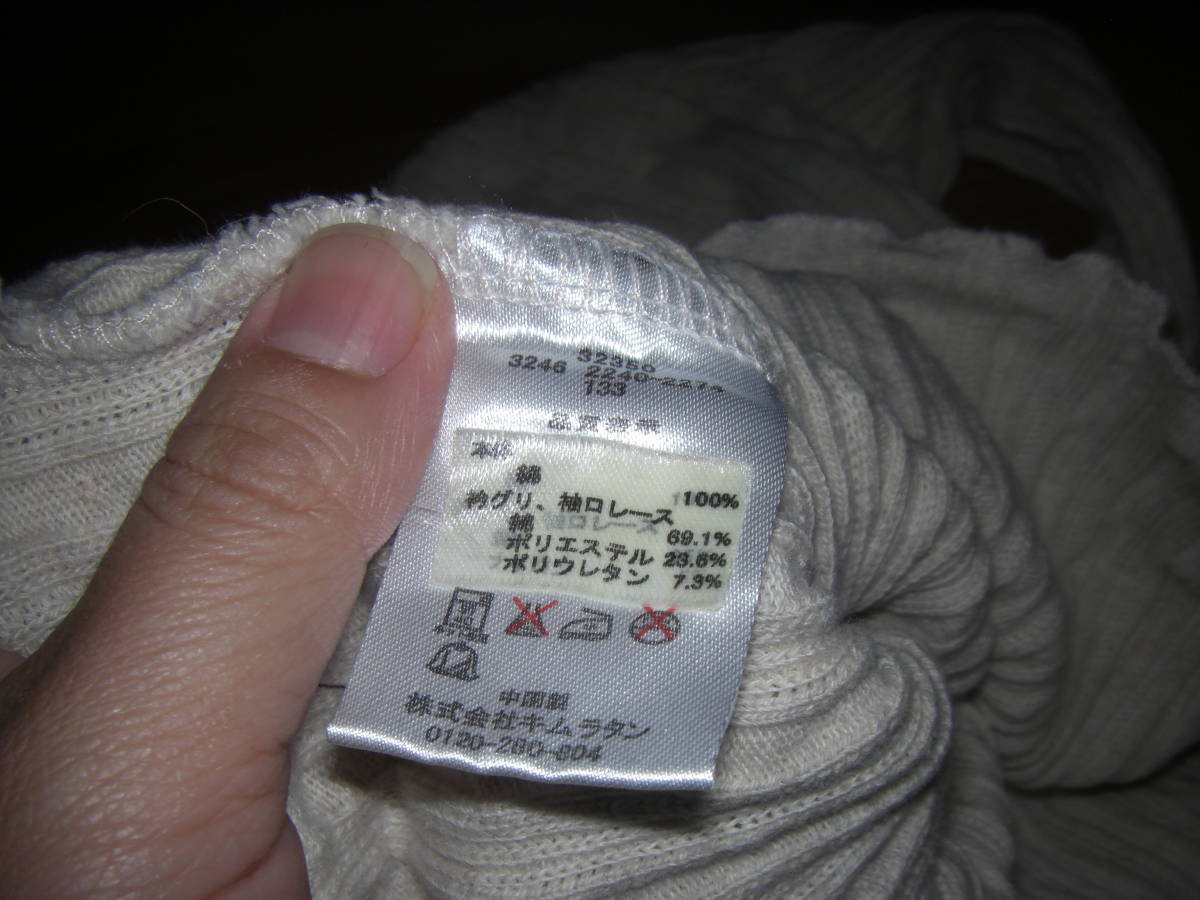 32350
3246 2240-2273
133
品質表示
本体
綿 100%
衿グリ、袖口レース
綿 69.1%
ポリエステル 23.6%
ポリウレタン 7.3%
中国製
株式会社キムラタン
0120-260-604